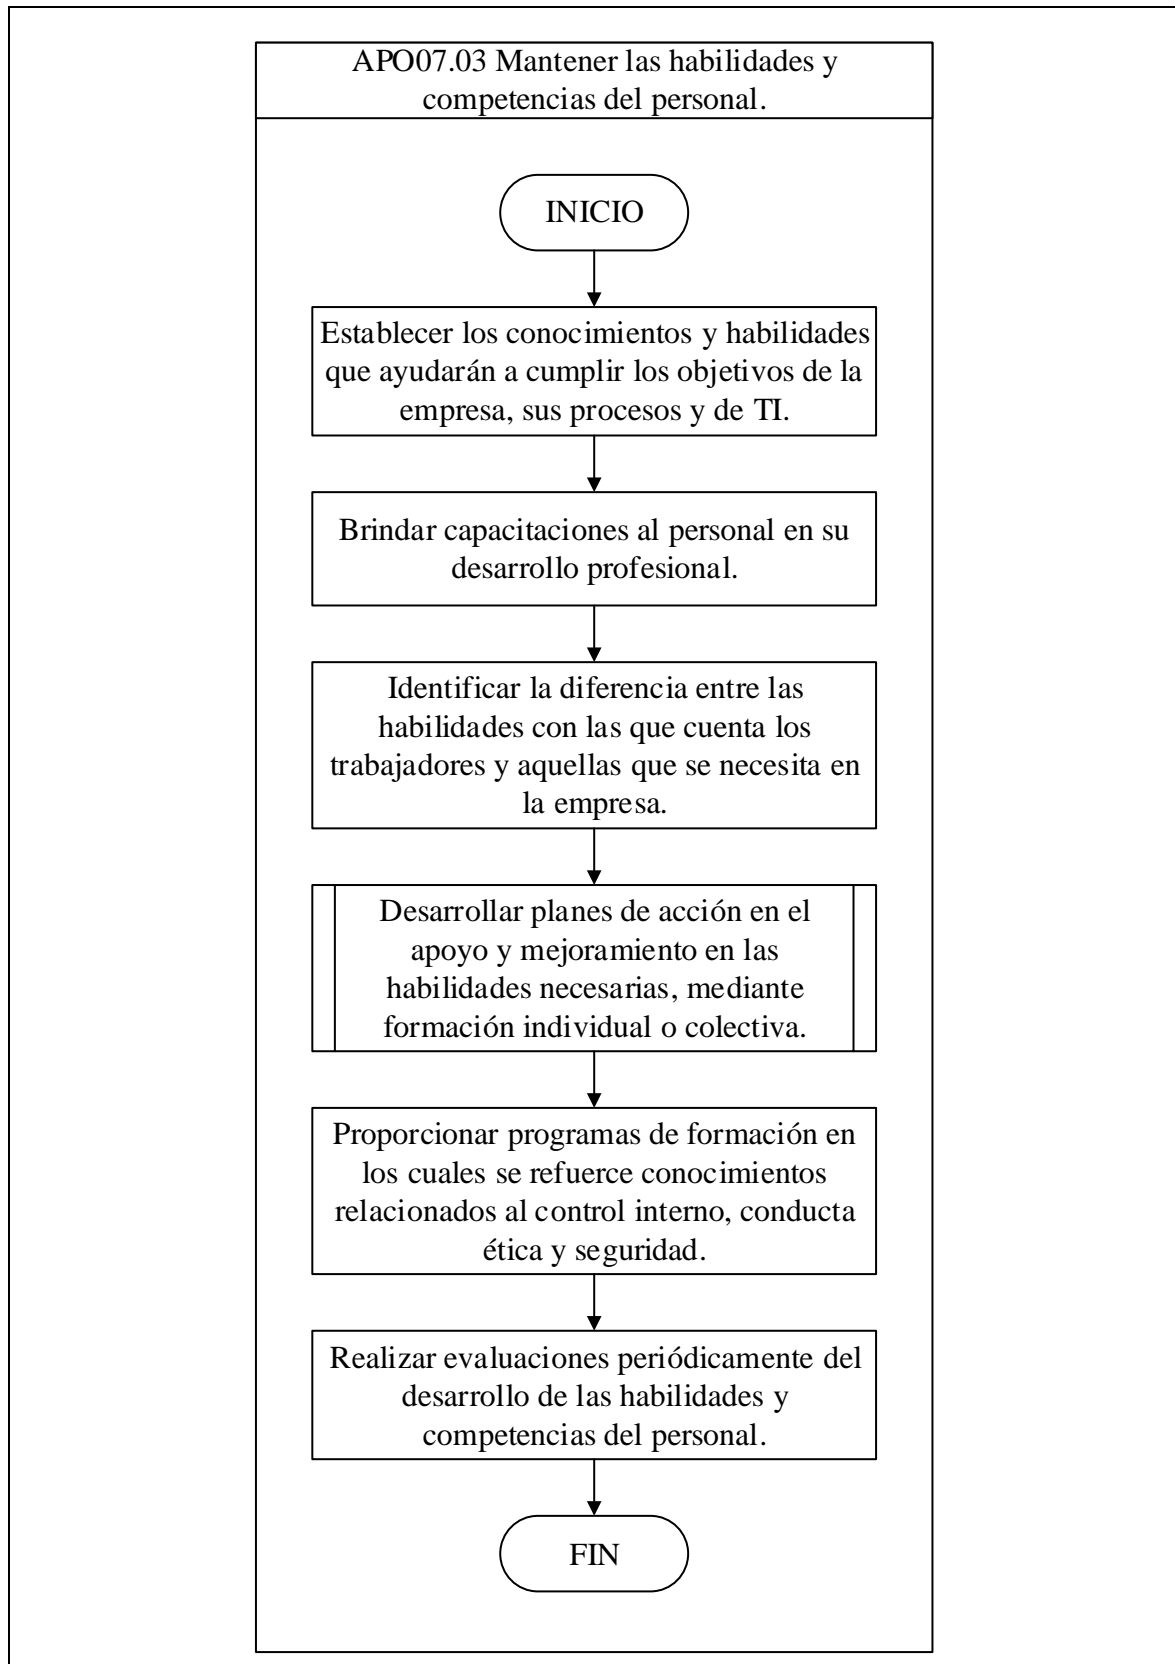 APO07.03 Mantener las habilidades y
competencias del personal.
INICIO
Establecer los conocimientos y habilidades
que ayudarán a cumplir los objetivos de la
empresa, sus procesos y de TI.
Brindar capacitaciones al personal en su
desarrollo profesional.
Identificar la diferencia entre las
habilidades con las que cuenta los
trabajadores y aquellas que se necesita en
la empresa.
Desarrollar planes de acción en el
apoyo y mejoramiento en las
habilidades necesarias, mediante
formación individual o colectiva.
Proporcionar programas de formación en
los cuales se refuerce conocimientos
relacionados al control interno, conducta
ética y seguridad.
Realizar evaluaciones periódicamente del
desarrollo de las habilidades y
competencias del personal.
FIN